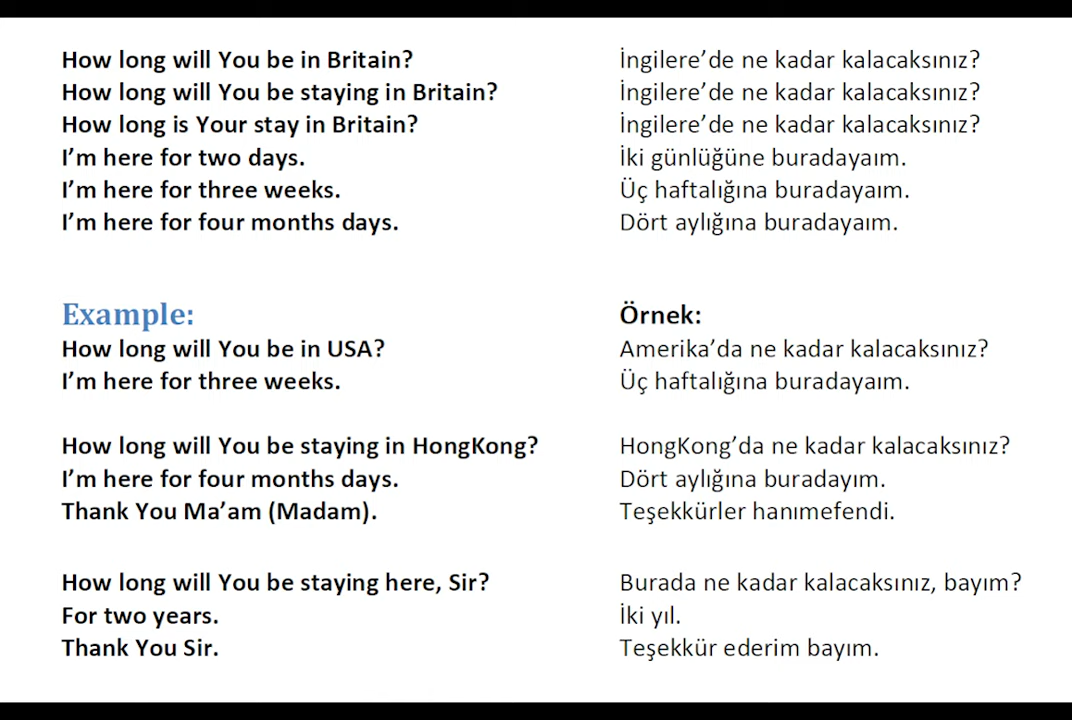 How long will You be in Britain? İngilere’de ne kadar kalacaksınız?
How long will You be staying in Britain? İngilere’de ne kadar kalacaksınız?
How long is Your stay in Britain? İngilere’de ne kadar kalacaksınız?
I’m here for two days. İki günlüğüne buradayaım.
I’m here for three weeks. Üç haftalığına buradayaım.
I’m here for four months days. Dört aylığına buradayaım.
Example: Örnek:
How long will You be in USA? Amerika’da ne kadar kalacaksınız?
I’m here for three weeks. Üç haftalığına buradayaım.
How long will You be staying in HongKong? HongKong’da ne kadar kalacaksınız?
I’m here for four months days. Dört aylığına buradayım.
Thank You Ma’am (Madam). Teşekkürler hanımefendi.
How long will You be staying here, Sir? Burada ne kadar kalacaksınız, bayım?
For two years. İki yıl.
Thank You Sir. Teşekkür ederim bayım.